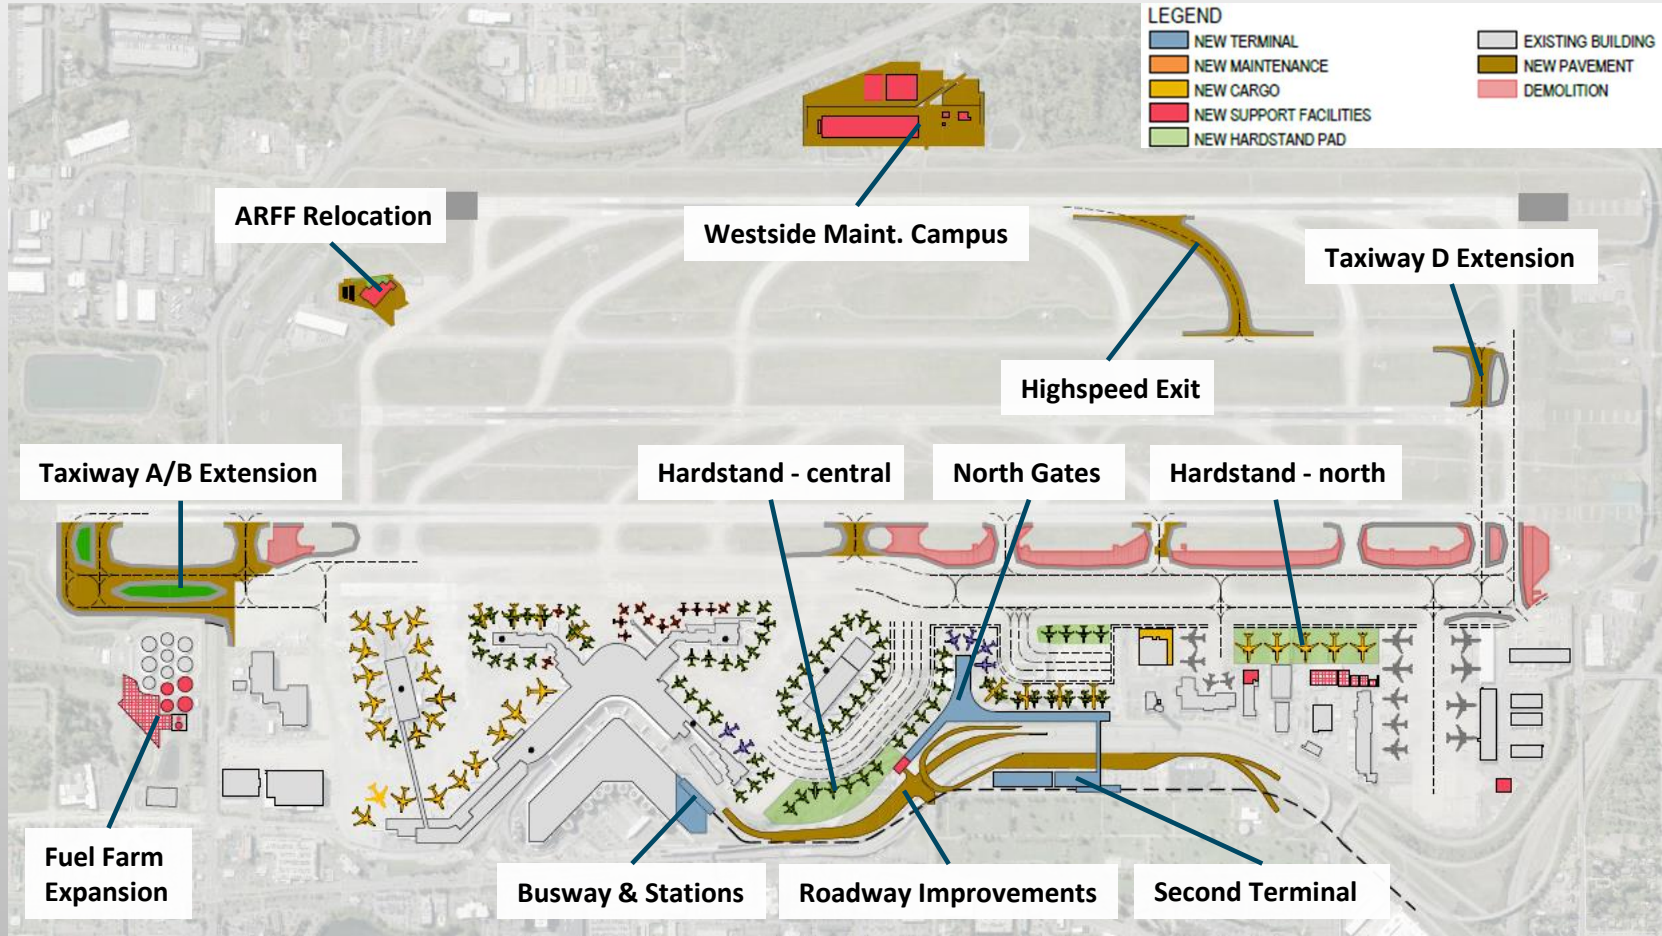 LEGEND
NEW TERMINAL
NEW MAINTENANCE
NEW CARGO
NEW SUPPORT FACILITIES
NEW HARDSTAND PAD
EXISTING BUILDING
NEW PAVEMENT
DEMOLITION
ARFF Relocation
Westside Maint. Campus
Taxiway D Extension
Highspeed Exit
Taxiway A/B Extension
Hardstand - central
North Gates
Hardstand - north
Fuel Farm
Expansion
Busway & Stations
Roadway Improvements
Second Terminal